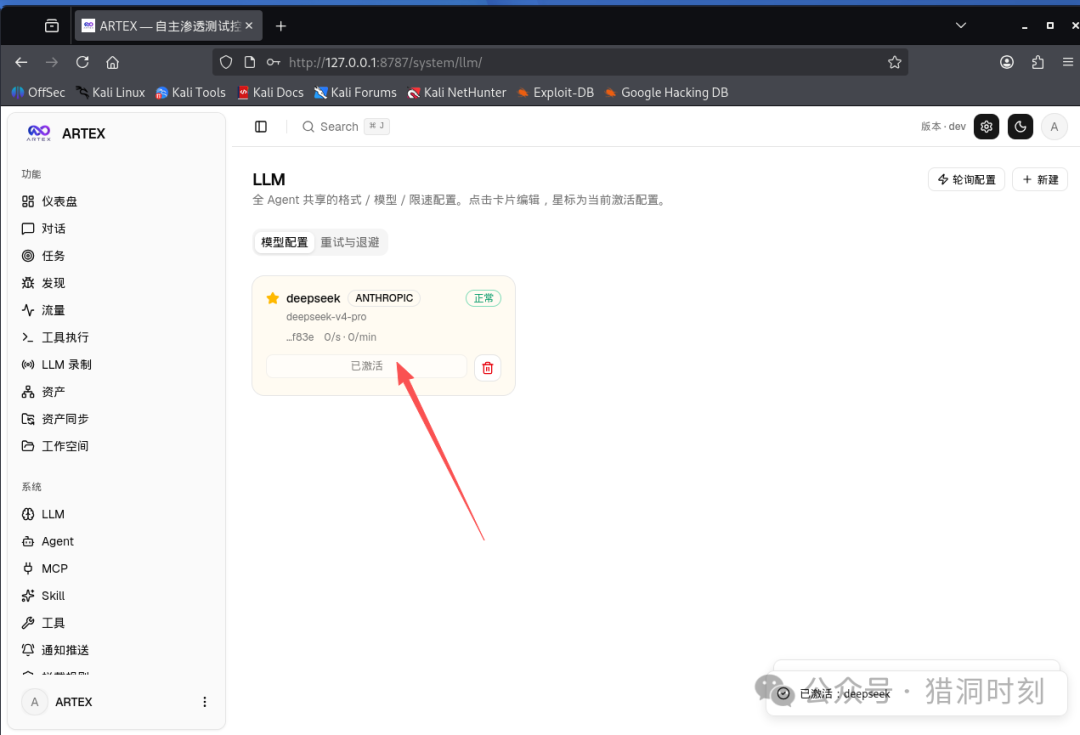 ARTEX — 自主渗透测试控
http://127.0.0.1:8787/system/llm/
OffSec Kali Linux Kali Tools Kali Docs Kali Forums Kali NetHunter Exploit-DB Google Hacking DB
ARTEX
ARTEX
Search ⌘ J
版本 · dev
A
功能
仪表盘
对话
任务
发现
流量
工具执行
LLM 录制
资产
资产同步
工作空间
系统
LLM
Agent
MCP
Skill
工具
通知推送
A ARTEX
LLM
轮询配置
新建
全 Agent 共享的格式 / 模型 / 限速配置。点击卡片编辑，星标为当前激活配置。
模型配置 重试与退避
deepseek ANTHROPIC 正常
deepseek-v4-pro
…f83e 0/s · 0/min
已激活
已激活：deepseek
公众号 · 猎洞时刻